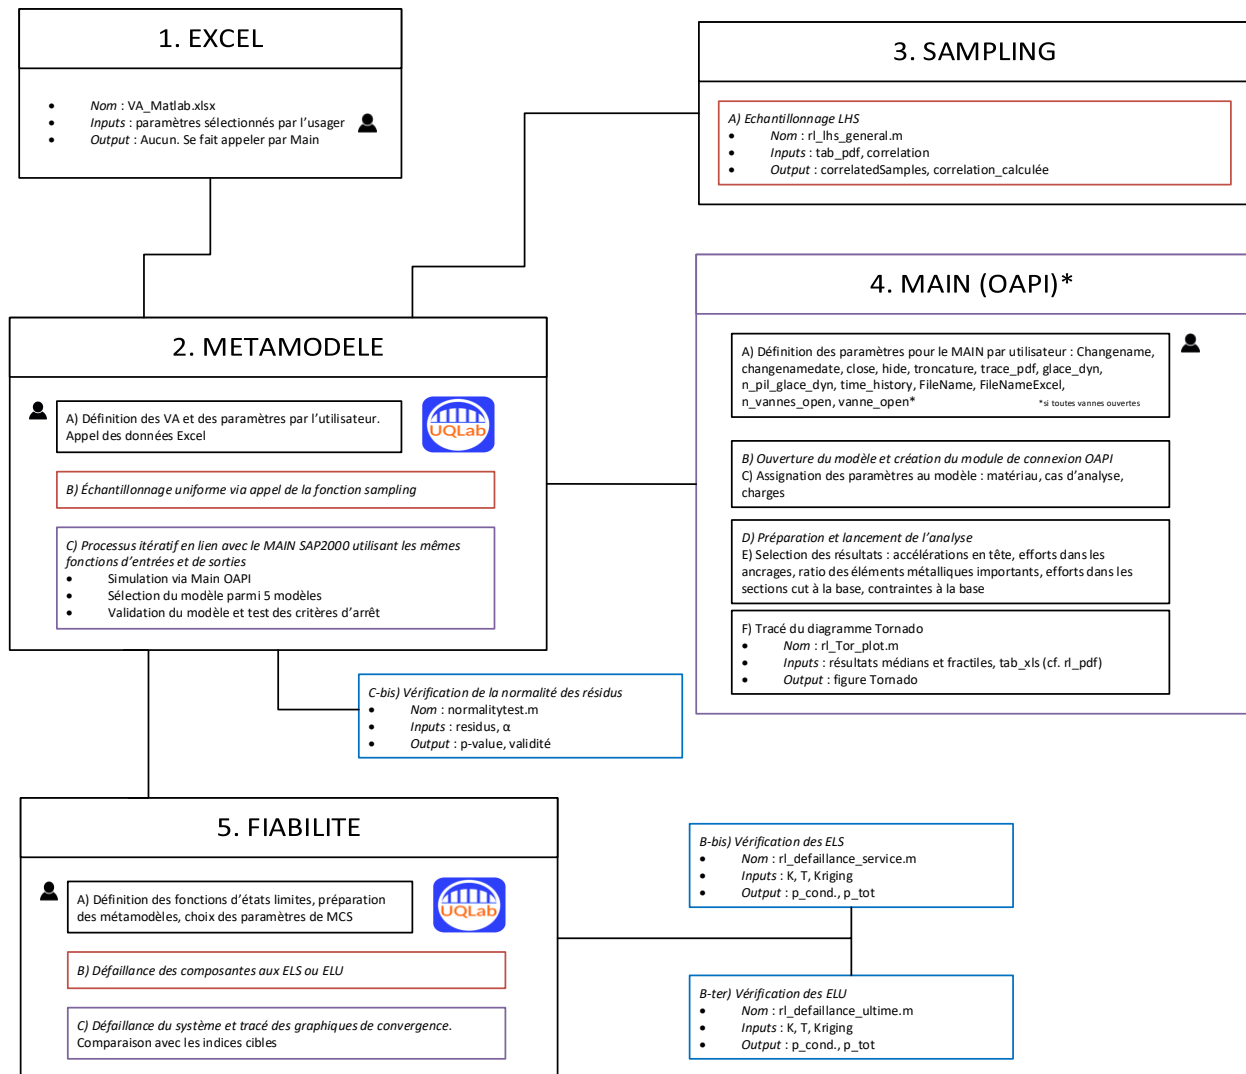 1. EXCEL
• Nom : VA_Matlab.xlsx
• Inputs : paramètres sélectionnés par l'usager
• Output : Aucun. Se fait appeler par Main
3. SAMPLING
A) Echantillonnage LHS
• Nom : rl_lhs_general.m
• Inputs : tab_pdf, correlation
• Output : correlatedSamples, correlation_calculée
2. METAMODELE
A) Définition des VA et des paramètres par l'utilisateur.
Appel des données Excel
UQLab
B) Échantillonnage uniforme via appel de la fonction sampling
C) Processus itératif en lien avec le MAIN SAP2000 utilisant les mêmes
fonctions d'entrées et de sorties
• Simulation via Main OAPI
• Sélection du modèle parmi 5 modèles
• Validation du modèle et test des critères d'arrêt
4. MAIN (OAPI)*
A) Définition des paramètres pour le MAIN par utilisateur : Changename,
changenamedate, close, hide, troncature, trace_pdf, glace_dyn,
n_pil_glace_dyn, time_history, FileName, FileNameExcel,
n_vannes_open, vanne_open* *si toutes vannes ouvertes
B) Ouverture du modèle et création du module de connexion OAPI
C) Assignation des paramètres au modèle : matériau, cas d'analyse,
charges
D) Préparation et lancement de l'analyse
E) Selection des résultats : accélérations en tête, efforts dans les
ancrages, ratio des éléments métalliques importants, efforts dans les
sections cut à la base, contraintes à la base
F) Tracé du diagramme Tornado
• Nom : rl_Tor_plot.m
• Inputs : résultats médians et fractiles, tab_xls (cf. rl_pdf)
• Output : figure Tornado
C-bis) Vérification de la normalité des résidus
• Nom : normalitytest.m
• Inputs : residus, α
• Output : p-value, validité
5. FIABILITE
A) Définition des fonctions d'états limites, préparation
des métamodèles, choix des paramètres de MCS
UQLab
B) Défaillance des composantes aux ELS ou ELU
C) Défaillance du système et tracé des graphiques de convergence.
Comparaison avec les indices cibles
B-bis) Vérification des ELS
• Nom : rl_defaillance_service.m
• Inputs : K, T, Kriging
• Output : p_cond., p_tot
B-ter) Vérification des ELU
• Nom : rl_defaillance_ultime.m
• Inputs : K, T, Kriging
• Output : p_cond., p_tot